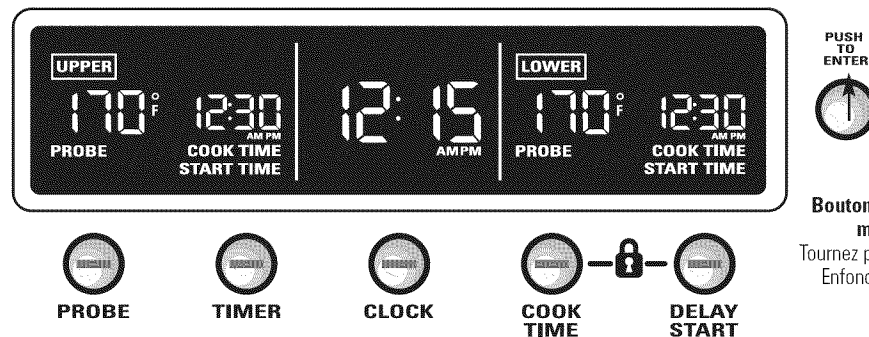 UPPER
170°F 12:30
AM PM
PROBE COOK TIME
START TIME
12:15
AM PM
LOWER
170°F 12:30
AM PM
PROBE COOK TIME
START TIME
PUSH
TO
ENTER
PROBE
TIMER
CLOCK
COOK
TIME
DELAY
START
Bouton
m
Tournez p
Enfonc